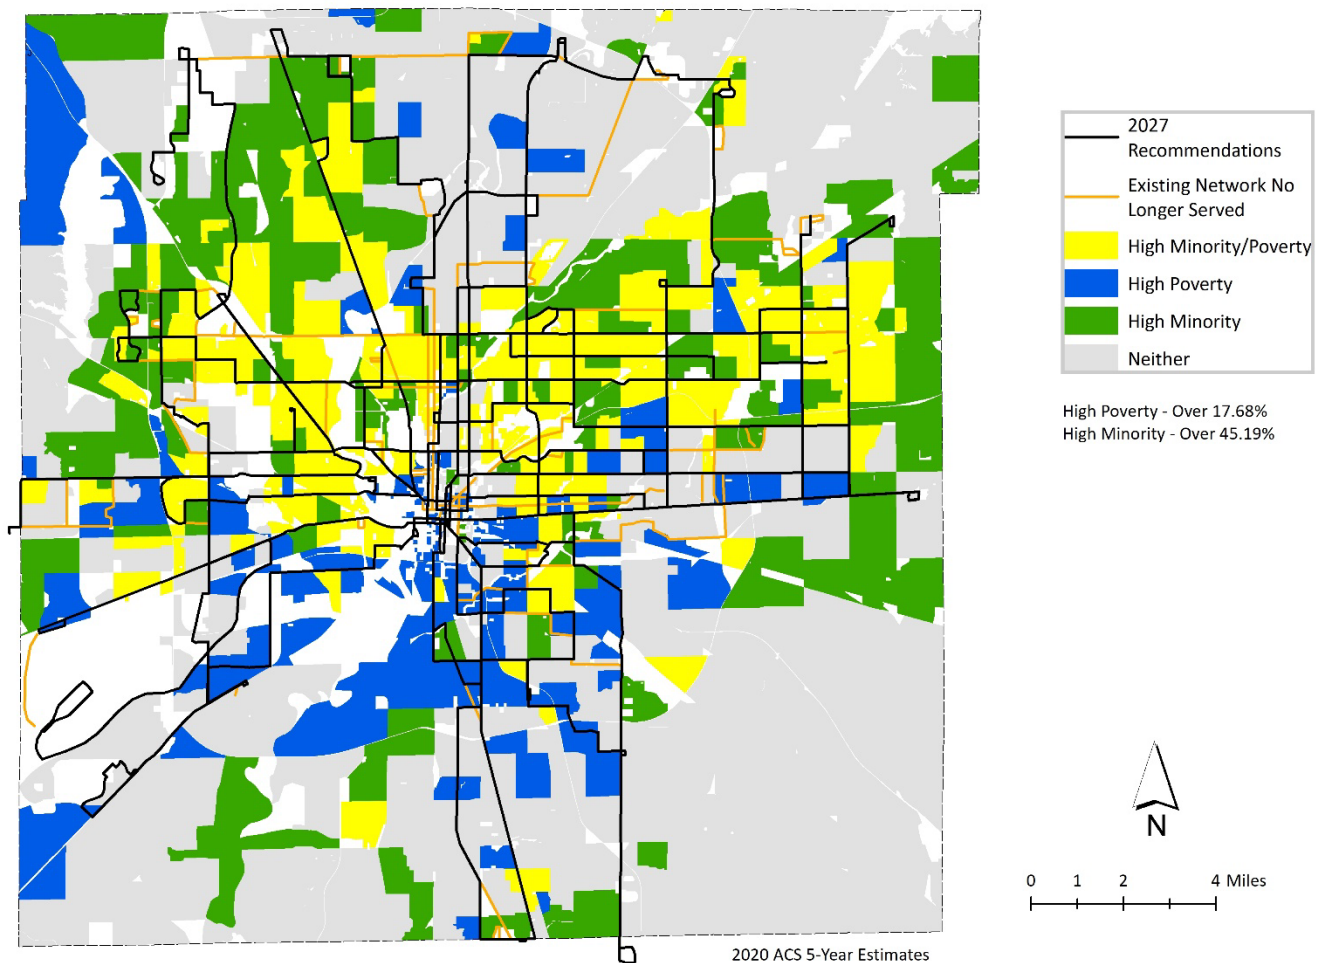 2027
Recommendations
Existing Network No
Longer Served
High Minority/Poverty
High Poverty
High Minority
Neither
High Poverty - Over 17.68%
High Minority - Over 45.19%
N
0 1 2 4 Miles
2020 ACS 5-Year Estimates